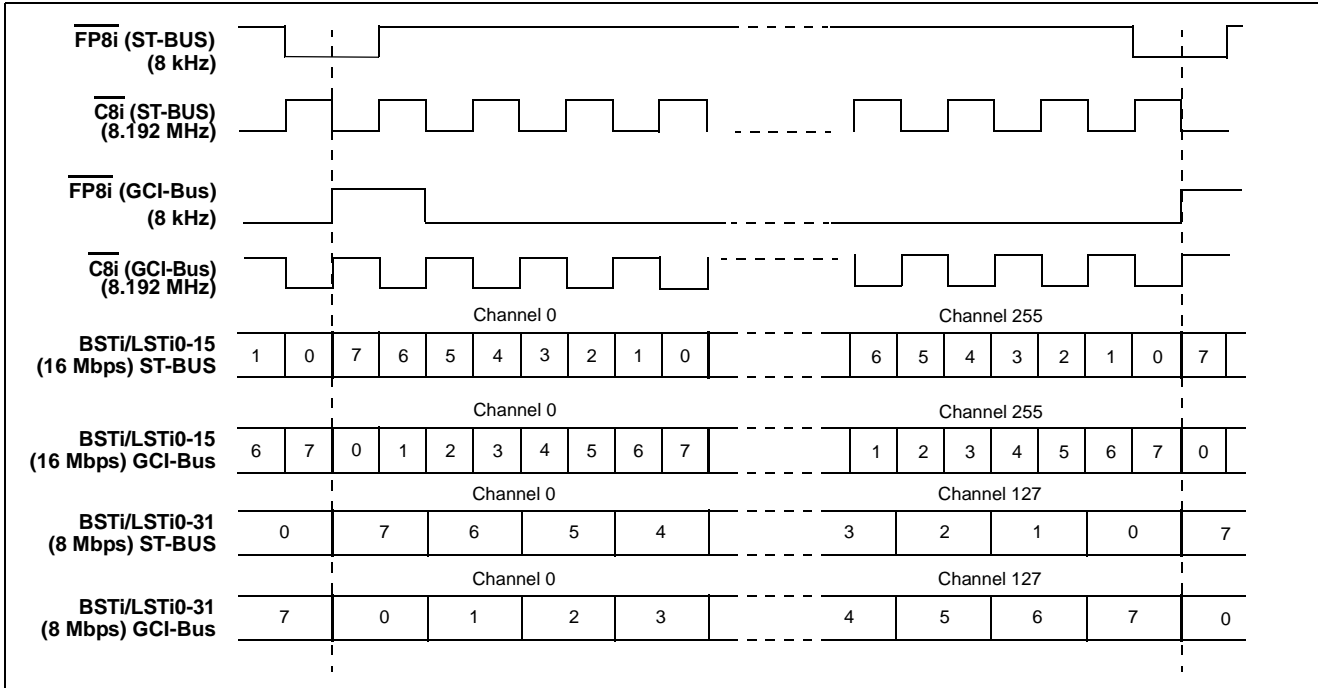 FP8i (ST-BUS)
(8 kHz)
C8i (ST-BUS)
(8.192 MHz)
FP8i (GCI-Bus)
(8 kHz)
C8i (GCI-Bus)
(8.192 MHz)
Channel 0 Channel 255
BSTi/LSTi0-15
(16 Mbps) ST-BUS
1 0 7 6 5 4 3 2 1 0 6 5 4 3 2 1 0 7
Channel 0 Channel 255
BSTi/LSTi0-15
(16 Mbps) GCI-Bus
6 7 0 1 2 3 4 5 6 7 1 2 3 4 5 6 7 0
Channel 0 Channel 127
BSTi/LSTi0-31
(8 Mbps) ST-BUS
0 7 6 5 4 3 2 1 0 7
Channel 0 Channel 127
BSTi/LSTi0-31
(8 Mbps) GCI-Bus
7 0 1 2 3 4 5 6 7 0